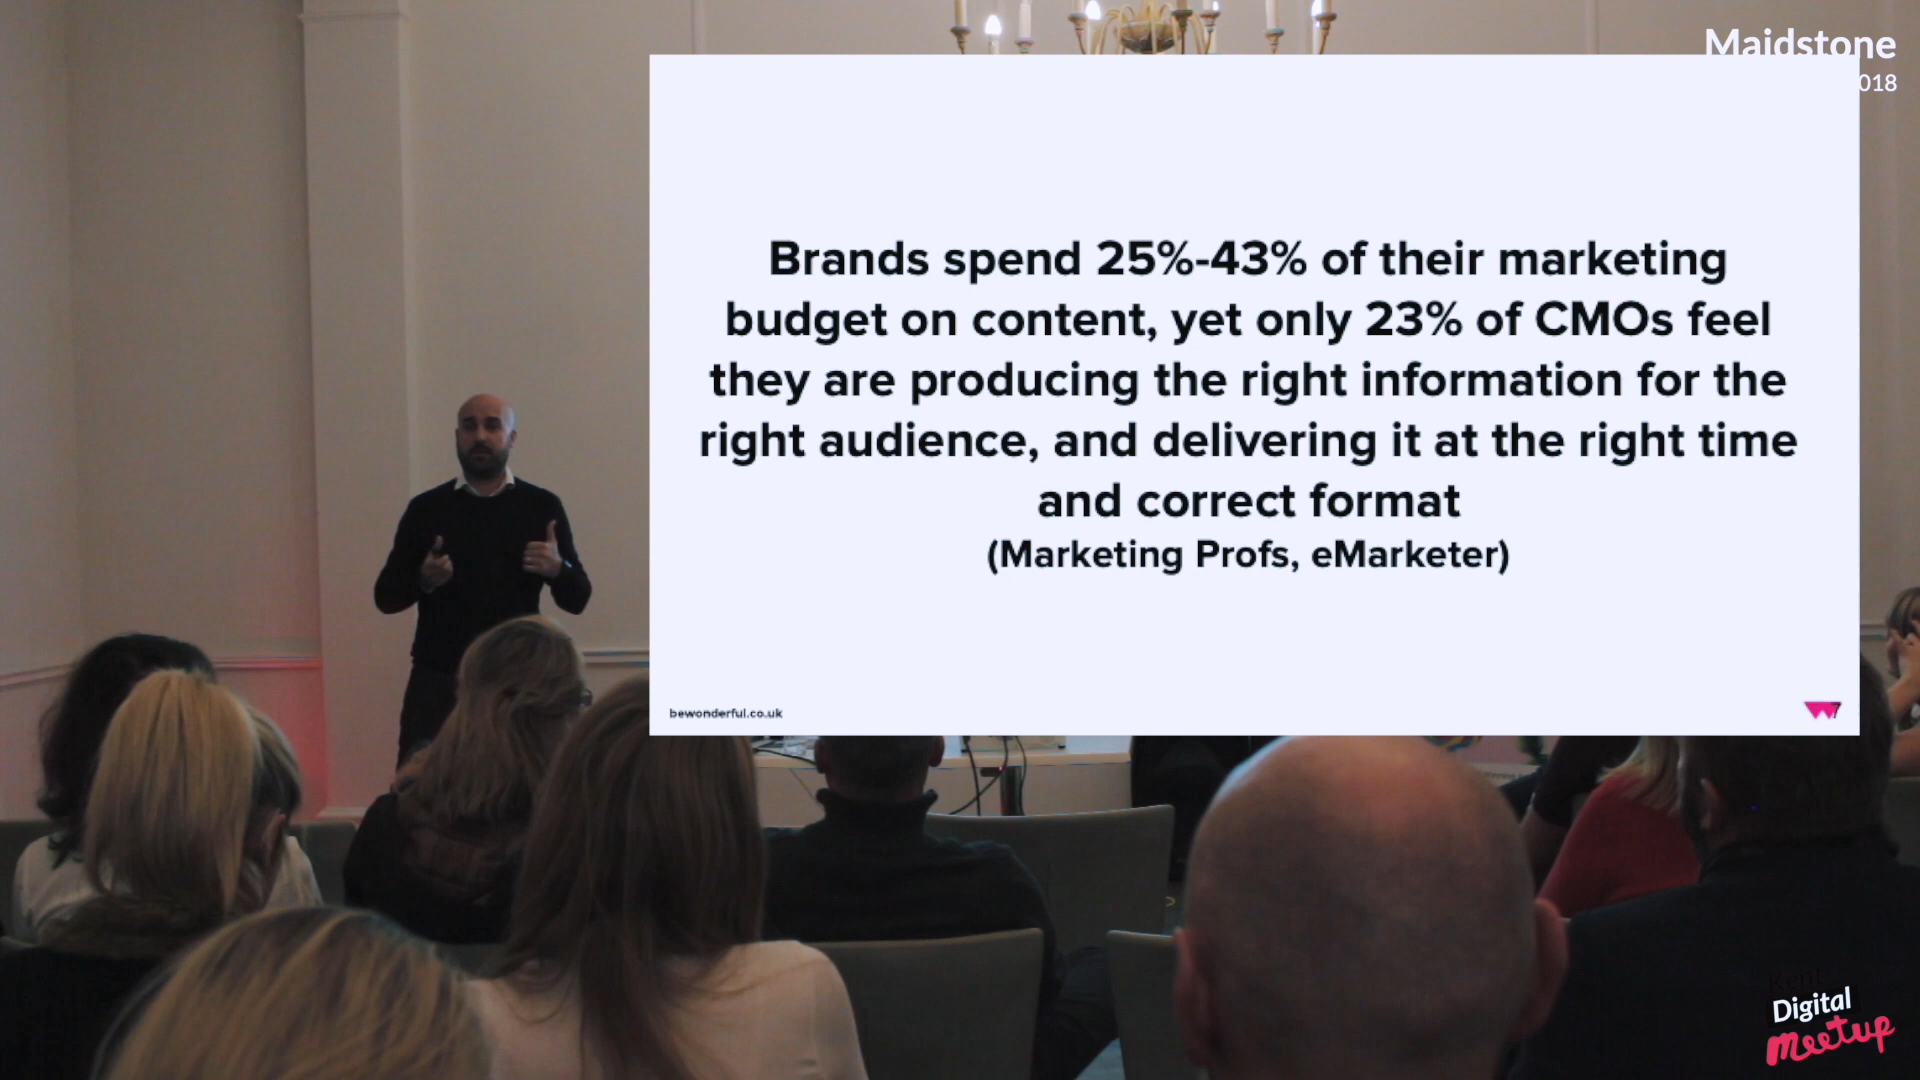 Maidstone
018
Brands spend 25%-43% of their marketing
budget on content, yet only 23% of CMOs feel
they are producing the right information for the
right audience, and delivering it at the right time
and correct format
(Marketing Profs, eMarketer)
bewonderful.co.uk
7
Kent
Digital
Meetup